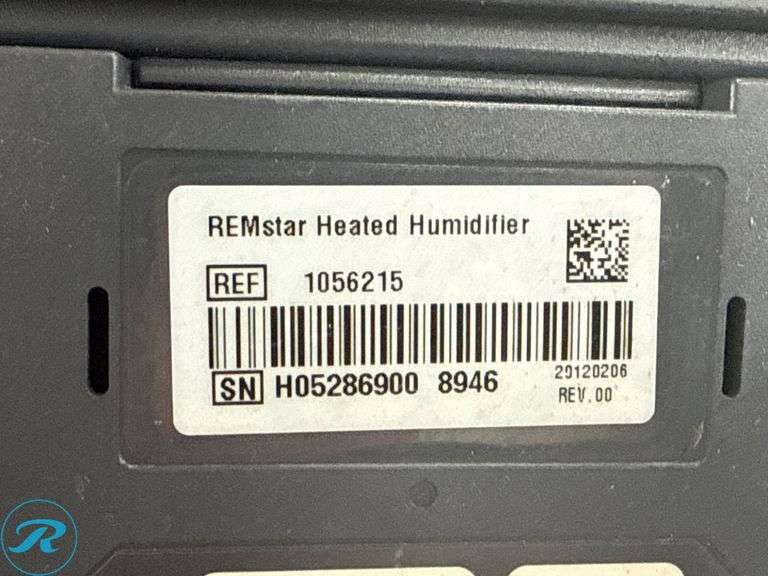 REMstar Heated Humidifier
REF 1056215
SN H05286900 8946
20120206
REV.00
R